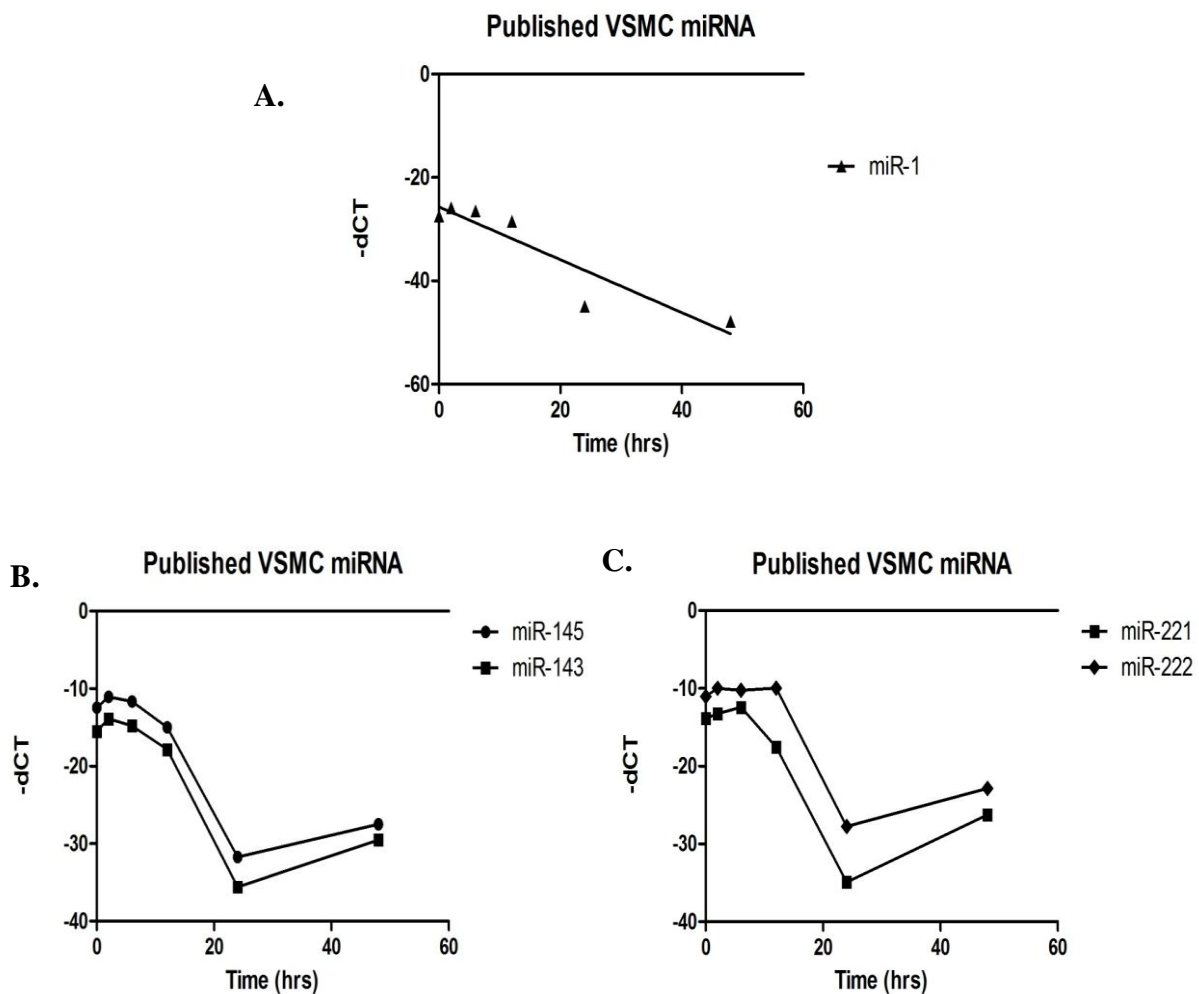 Published VSMC miRNA
A.
0
-20
-40
-60
-dCT
miR-1
0 20 40 60
Time (hrs)
B.
Published VSMC miRNA
0
-10
-20
-30
-40
-dCT
miR-145
miR-143
0 20 40 60
Time (hrs)
C.
Published VSMC miRNA
0
-10
-20
-30
-40
-dCT
miR-221
miR-222
0 20 40 60
Time (hrs)